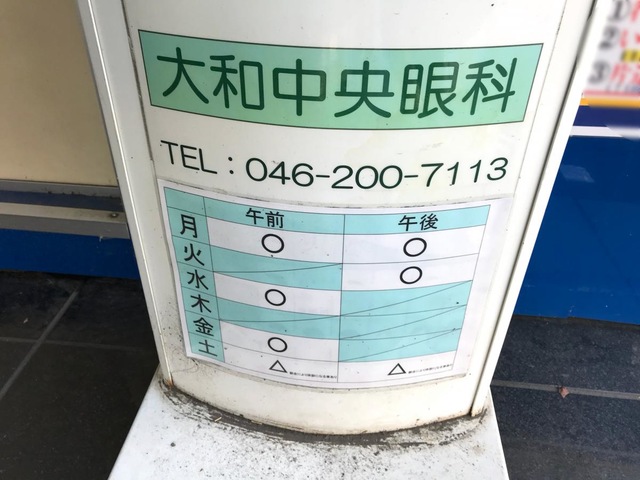 大和中央眼科
TEL：046-200-7113
午前 午後
月 ○ ○
火 ○
水 ○
木
金 ○
土 △ △